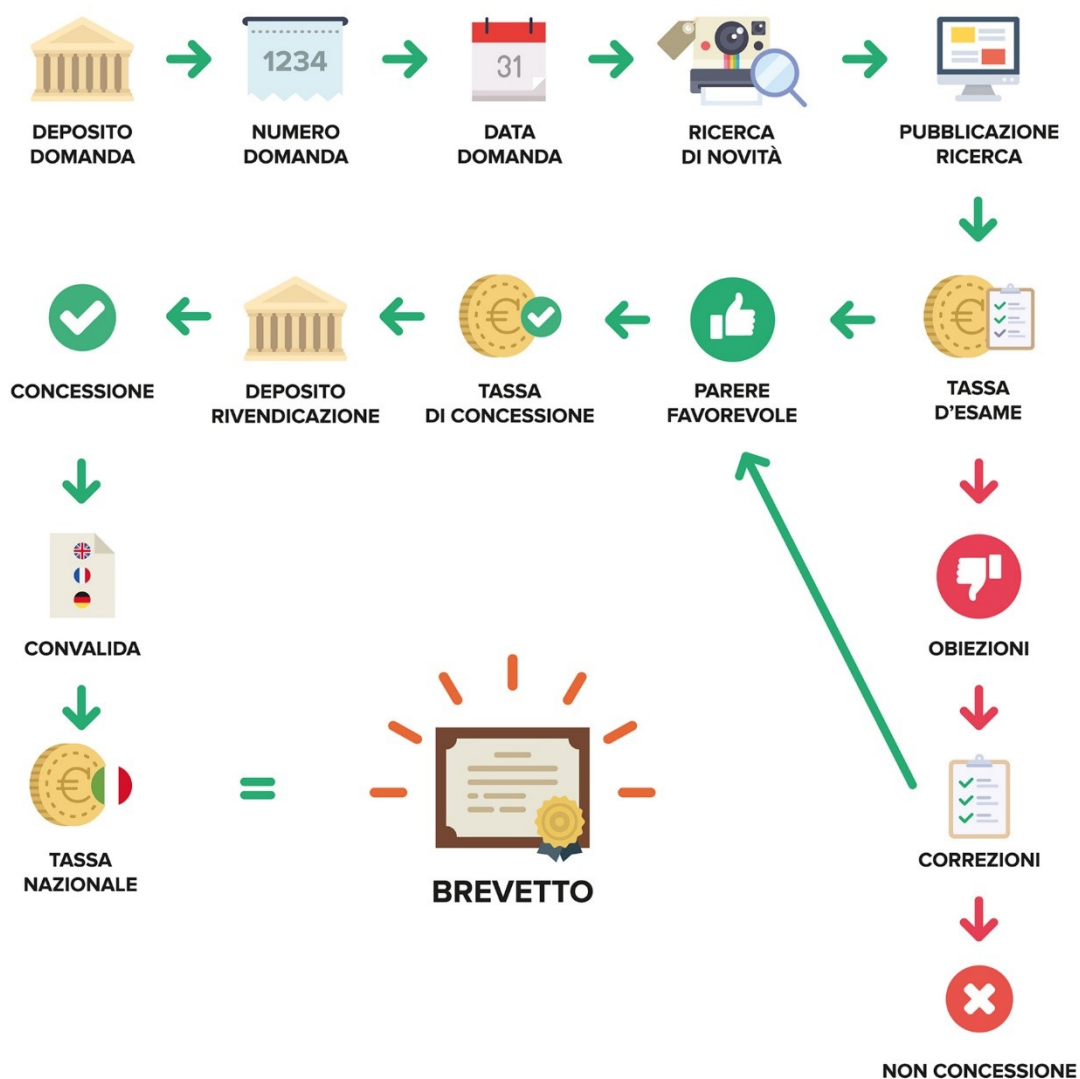 1234
31
DEPOSITO
DOMANDA
NUMERO
DOMANDA
DATA
DOMANDA
RICERCA
DI NOVITÀ
PUBBLICAZIONE
RICERCA
TASSA
D’ESAME
PARERE
FAVOREVOLE
TASSA
DI CONCESSIONE
DEPOSITO
RIVENDICAZIONE
CONCESSIONE
CONVALIDA
TASSA
NAZIONALE
=
BREVETTO
OBIEZIONI
CORREZIONI
NON CONCESSIONE